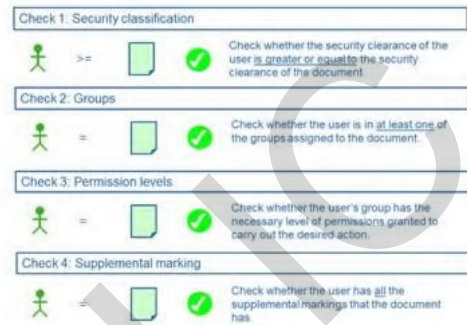 Check 1: Security classification
>=
Check whether the security clearance of the
user is greater or equal to the security
clearance of the document.
Check 2: Groups
=
Check whether the user is in at least one of
the groups assigned to the document.
Check 3: Permission levels
=
Check whether the user's group has the
necessary level of permissions granted to
carry out the desired action.
Check 4: Supplemental marking
=
Check whether the user has all the
supplemental markings that the document
has.